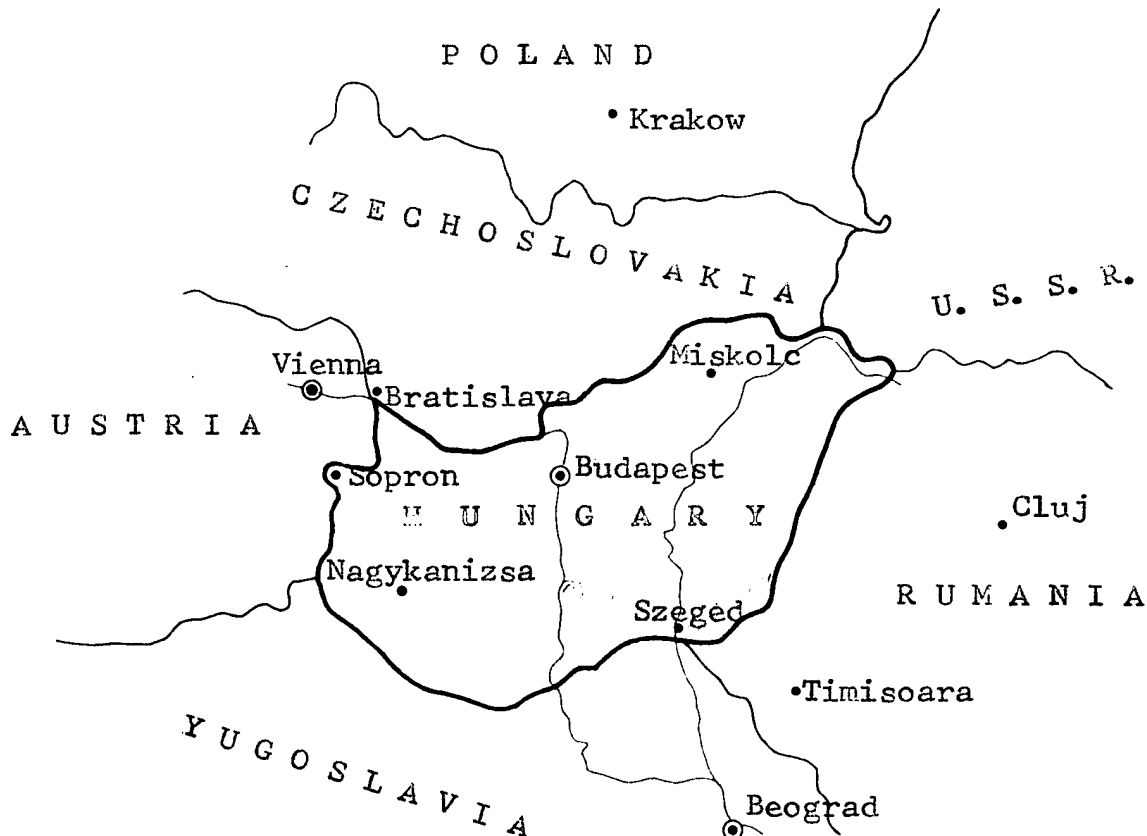 POLAND
Krakow
CZECHOSLOVAKIA
U.S.S.R.
Miskolc
Vienna
Bratislava
AUSTRIA
Budapest
Sopron
HUNGARY
Cluj
Nagykanizsa
RUMANIA
Szeged
Timisoara
YUGOSLAVIA
Beograd